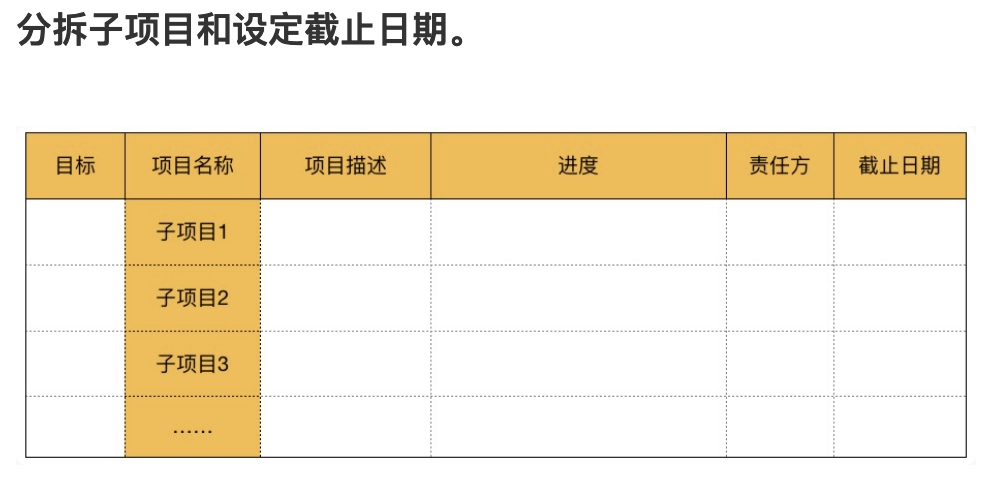 分拆子项目和设定截止日期。
目标 项目名称 项目描述 进度 责任方 截止日期
子项目1
子项目2
子项目3
……